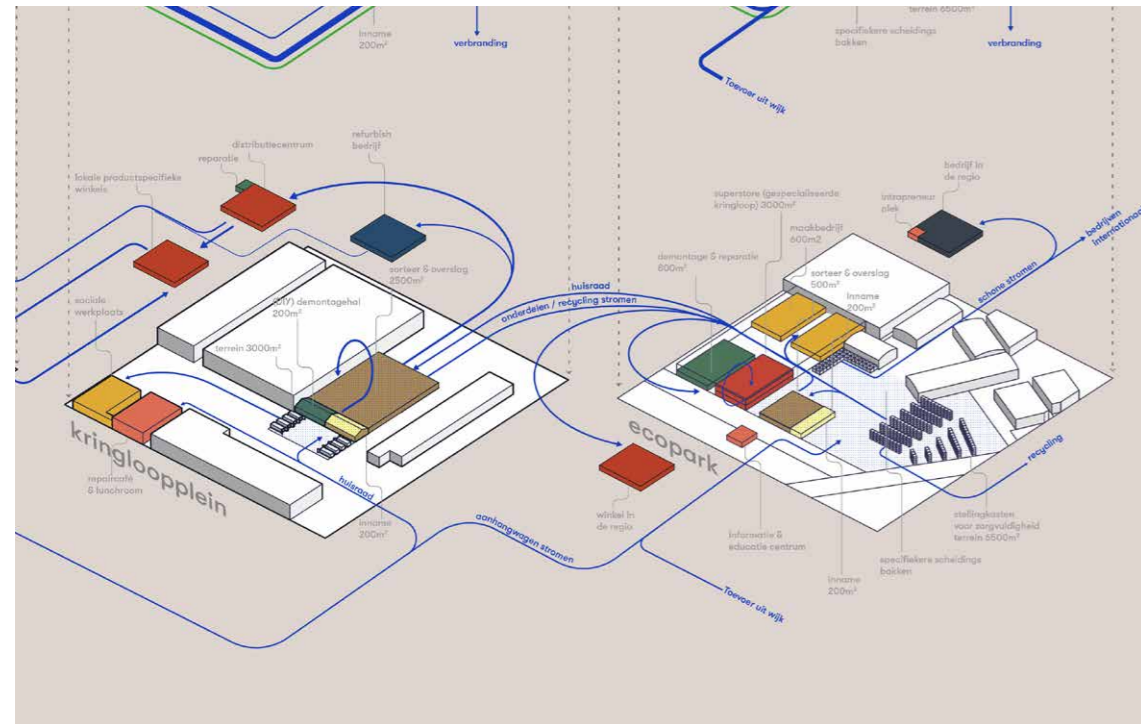 inname
200m²
verbranding
terrein 6500m²
specifiekere scheidings
bakken
verbranding
Toevoer uit wijk
refurbish
bedrijf
distributiecentrum
reparatie
lokale productspecifieke
winkels
sorteer & overslag
2500m²
(DIY) demontagehal
200m²
sociale
werkplaats
terrein 3000m²
kringloopplein
repaircafé
& lunchroom
huisraad
inname
200m²
aanhangwagen stromen
huisraad
onderdelen / recycling stromen
bedrijf in
de regio
intrapreneur
plek
superstore (gespecialiseerde
kringloop) 3000m²
maakbedrijf
600m2
demontage & reparatie
600m²
sorteer & overslag
500m²
inname
200m²
schone stromen
bedrijven
internationaal
ecopark
recycling
winkel in
de regio
informatie &
educatie centrum
stellingkasten
voor zorgvuldigheid
terrein 6500m²
specifiekere scheidings
bakken
inname
200m²
Toevoer uit wijk